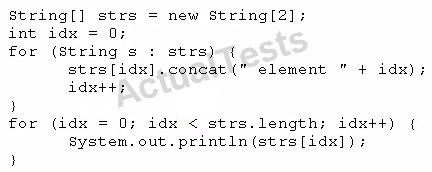 String[] strs = new String[2];
int idx = 0;
for (String s : strs) {
strs[idx].concat(" element " + idx);
idx++;
}
for (idx = 0; idx < strs.length; idx++) {
System.out.println(strs[idx]);
}
ActualTests